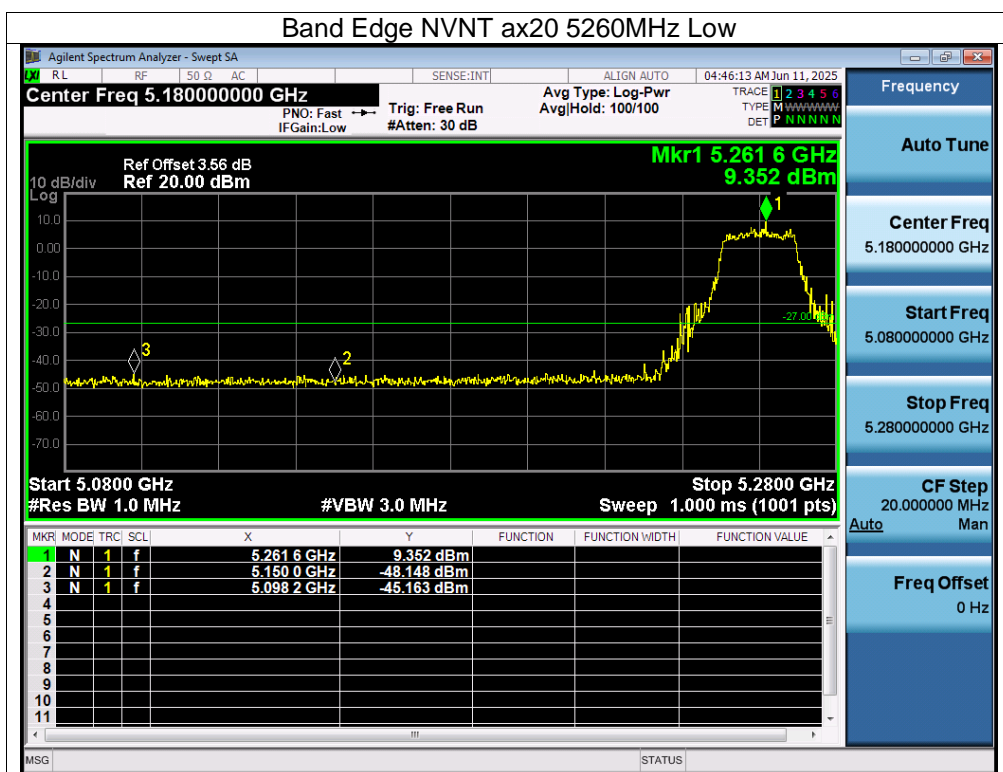 Band Edge NVNT ax20 5260MHz Low
Agilent Spectrum Analyzer - Swept SA
LXI RL RF 50 Ω AC SENSE:INT ALIGN AUTO 04:46:13 AM Jun 11, 2025
Center Freq 5.180000000 GHz
PNO: Fast
IFGain:Low
Trig: Free Run
#Atten: 30 dB
Avg Type: Log-Pwr
Avg|Hold: 100/100
TRACE 1 2 3 4 5 6
TYPE M WWWWW
DET P N N N N N
Mkr1 5.261 6 GHz
9.352 dBm
Ref Offset 3.56 dB
Ref 20.00 dBm
10 dB/div
Log
10.0
0.00
-10.0
-20.0
-30.0
-40.0
-50.0
-60.0
-70.0
1
2
3
-27.00
Start 5.0800 GHz Stop 5.2800 GHz
#Res BW 1.0 MHz #VBW 3.0 MHz Sweep 1.000 ms (1001 pts)
MKR MODE TRC SCL X Y FUNCTION FUNCTION WIDTH FUNCTION VALUE
1 N 1 f 5.261 6 GHz 9.352 dBm
2 N 1 f 5.150 0 GHz -48.148 dBm
3 N 1 f 5.098 2 GHz -45.163 dBm
4
5
6
7
8
9
10
11
MSG STATUS
Frequency
Auto Tune
Center Freq
5.180000000 GHz
Start Freq
5.080000000 GHz
Stop Freq
5.280000000 GHz
CF Step
20.000000 MHz
Auto Man
Freq Offset
0 Hz